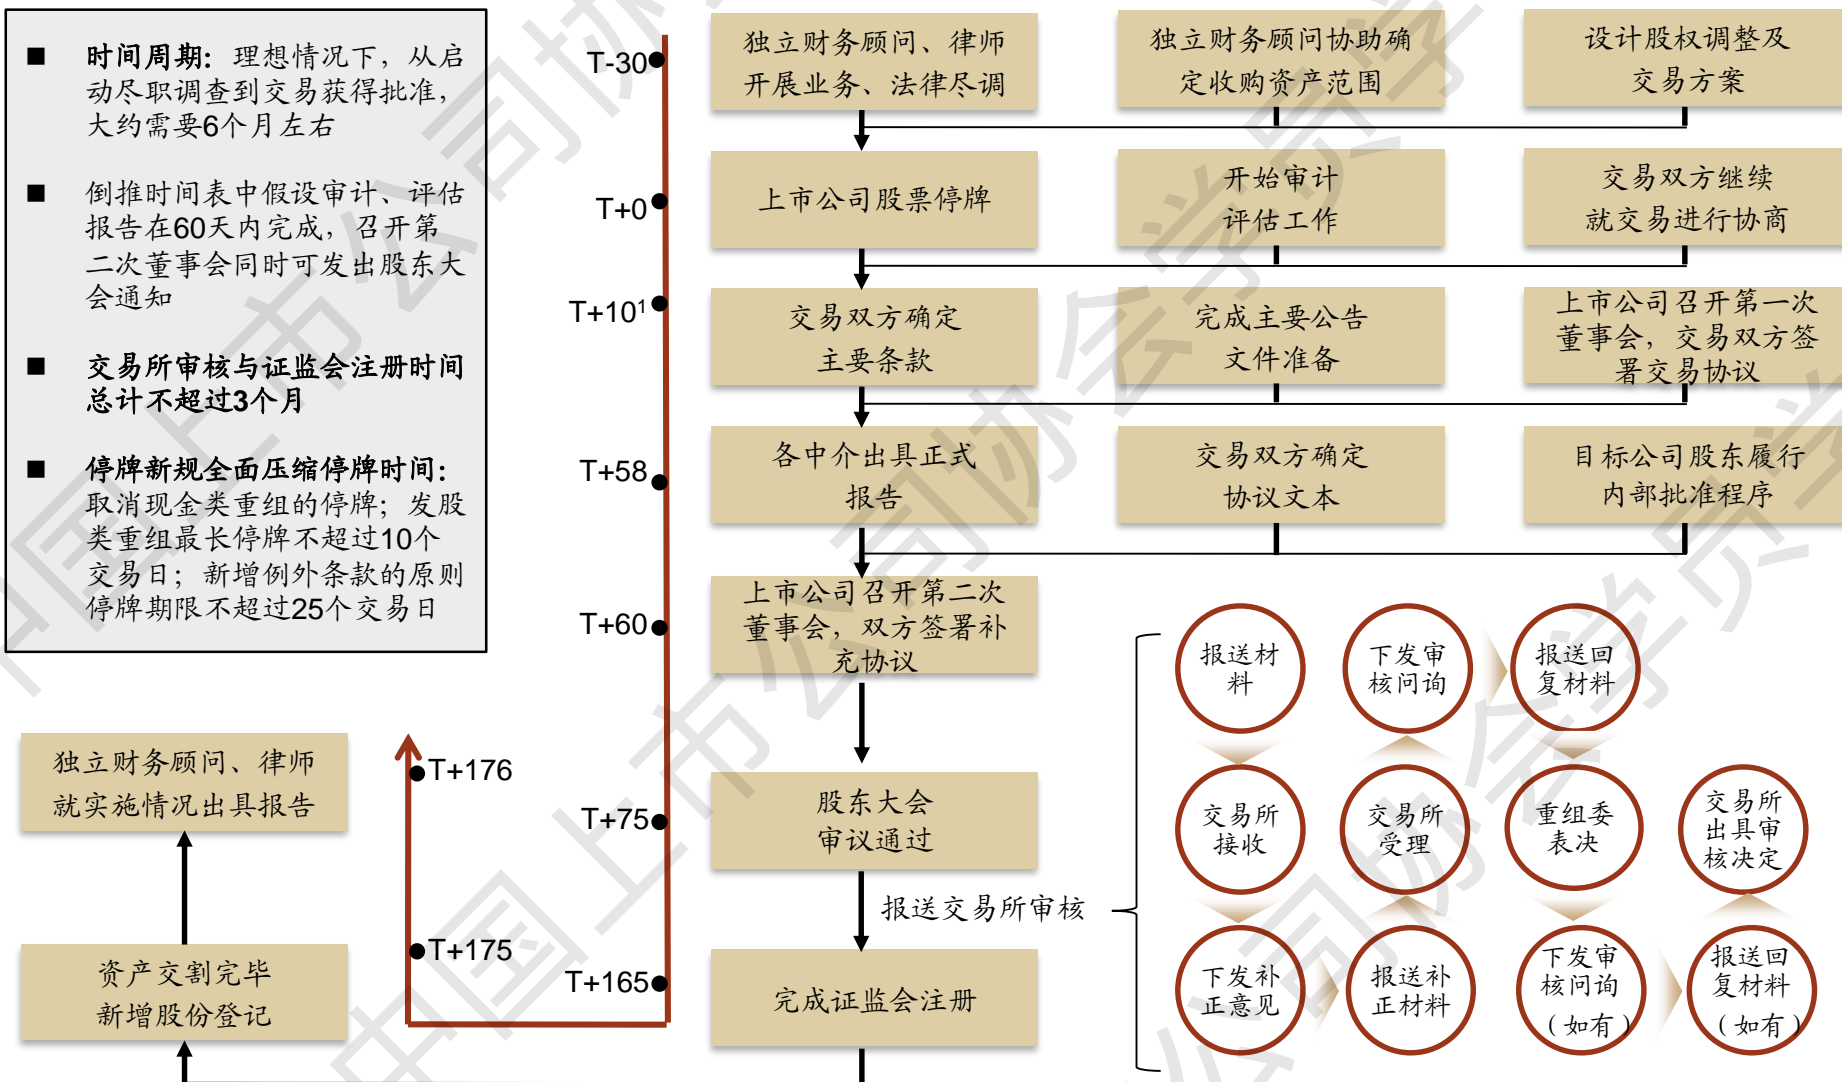 ■ 时间周期：理想情况下，从启
动尽职调查到交易获得批准，
大约需要6个月左右
■ 倒推时间表中假设审计、评估
报告在60天内完成，召开第
二次董事会同时可发出股东大
会通知
■ 交易所审核与证监会注册时间
总计不超过3个月
■ 停牌新规全面压缩停牌时间：
取消现金类重组的停牌；发股
类重组最长停牌不超过10个
交易日；新增例外条款的原则
停牌期限不超过25个交易日
T-30
独立财务顾问、律师
开展业务、法律尽调
独立财务顾问协助确
定收购资产范围
设计股权调整及
交易方案
T+0
上市公司股票停牌
开始审计
评估工作
交易双方继续
就交易进行协商
T+10¹
交易双方确定
主要条款
完成主要公告
文件准备
上市公司召开第一次
董事会，交易双方签
署交易协议
T+58
各中介出具正式
报告
交易双方确定
协议文本
目标公司股东履行
内部批准程序
T+60
上市公司召开第二次
董事会，双方签署补
充协议
T+75
股东大会
审议通过
报送交易所审核
T+165
完成证监会注册
报送材
料
交易所
接收
下发补
正意见
报送补
正材料
交易所
受理
下发审
核问询
报送回
复材料
重组委
表决
下发审
核问询
（如有）
报送回
复材料
（如有）
交易所
出具审
核决定
T+175
资产交割完毕
新增股份登记
T+176
独立财务顾问、律师
就实施情况出具报告
中国上市公司协会学员
中国上市公司协会学员